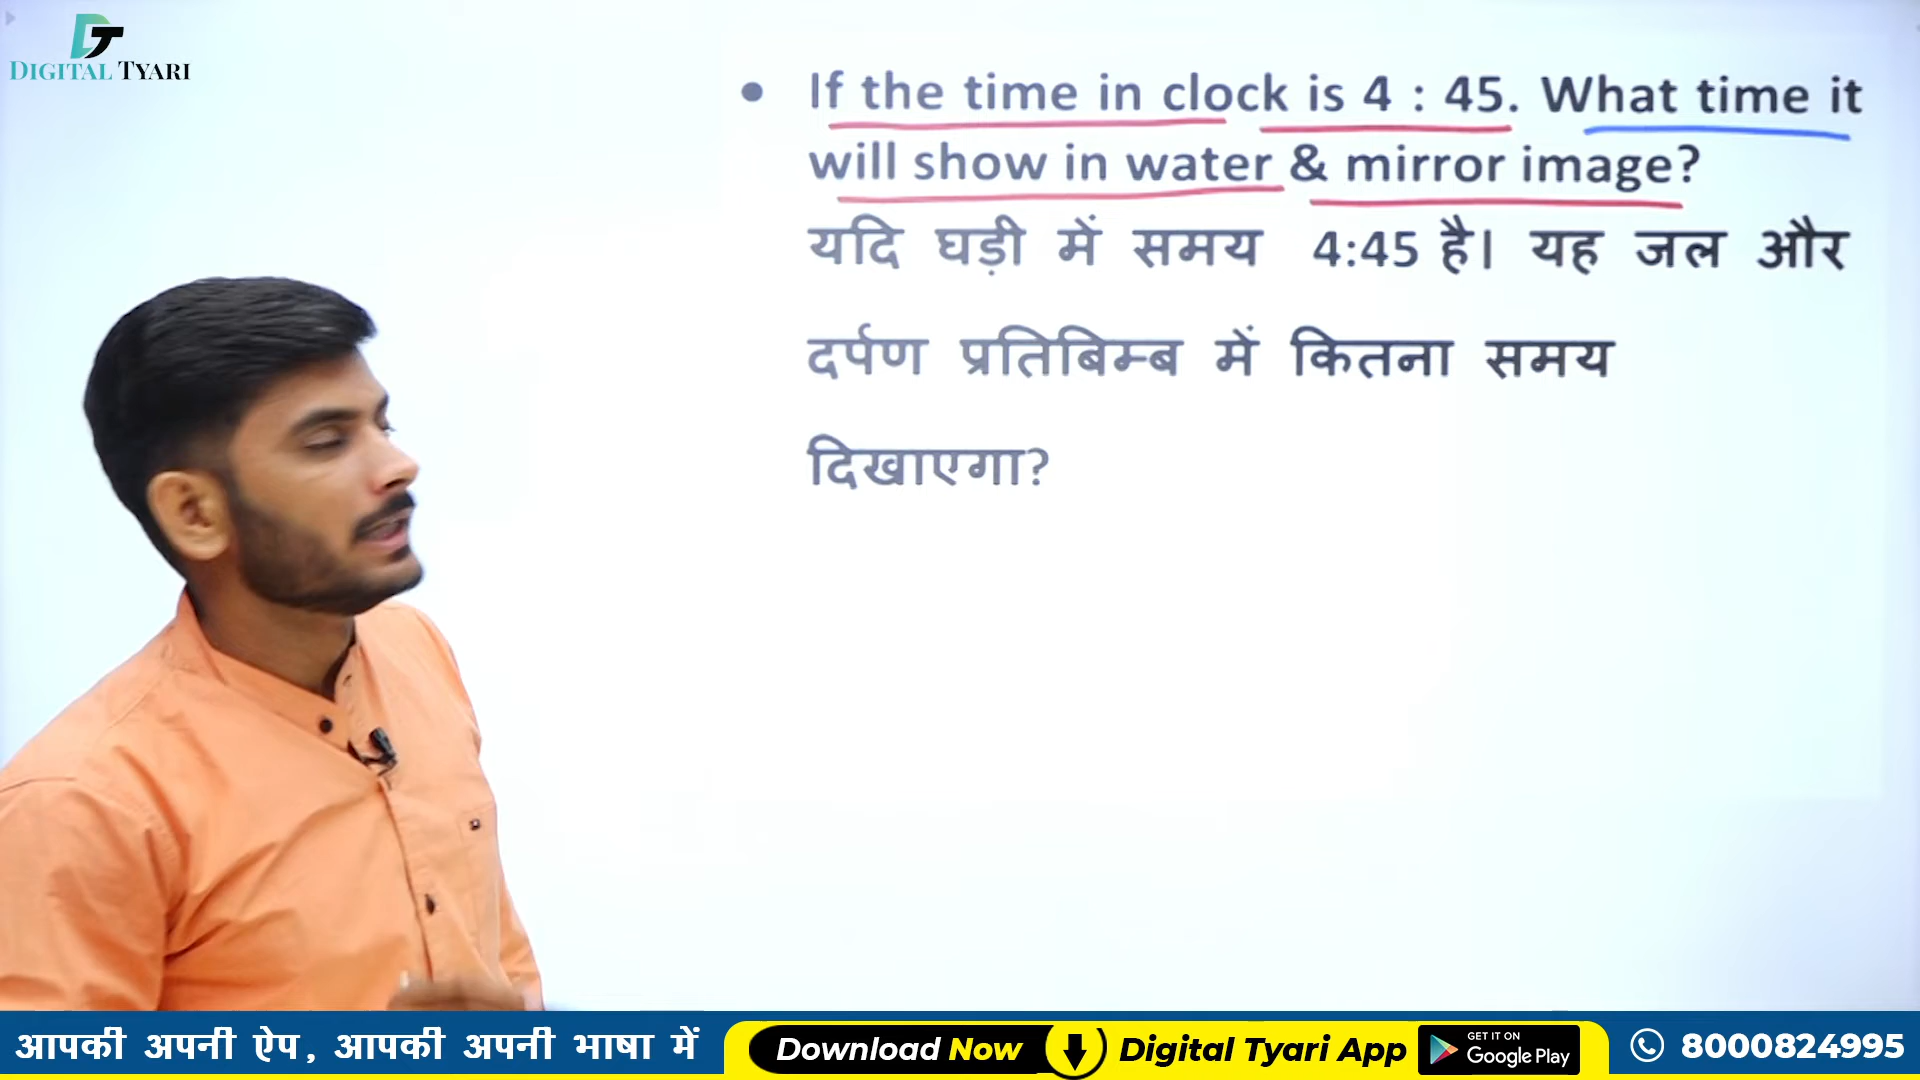 DT
DIGITAL TYARI
• If the time in clock is 4 : 45. What time it
will show in water & mirror image?
यदि घड़ी में समय 4:45 है। यह जल और
दर्पण प्रतिबिम्ब में कितना समय
दिखाएगा?
आपकी अपनी ऐप, आपकी अपनी भाषा में
Download Now
Digital Tyari App
GET IT ON
Google Play
8000824995